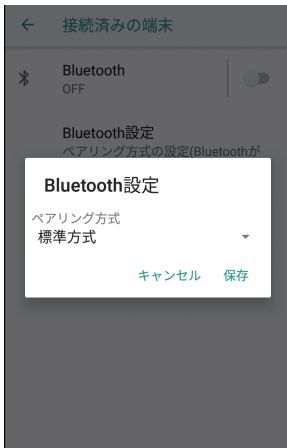 接続済みの端末
Bluetooth
OFF
Bluetooth設定
ペアリング方式の設定(Bluetoothが
Bluetooth設定
ペアリング方式
標準方式
キャンセル 保存